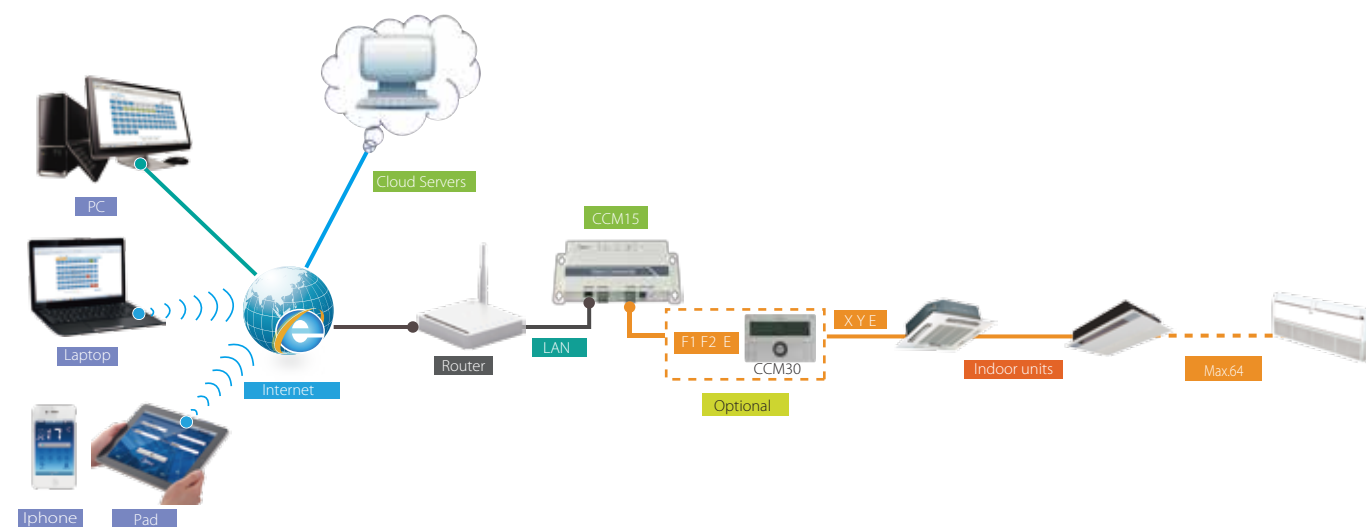 Cloud Servers
PC
CCM15
Laptop
Internet
Router
LAN
F1 F2 E
CCM30
X Y E
Optional
Indoor units
Max.64
Iphone
Pad